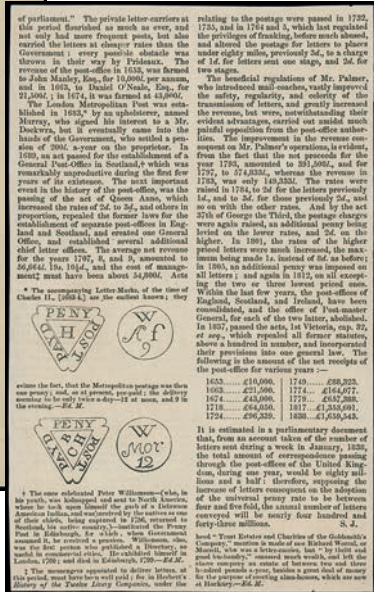 of parliament." The private letter-carriers at
this period flourished as much as ever, and
not only had more frequent posts, but also
carried the letters at cheaper rates than the
Government: every possible obstacle was
thrown in their way by Prideaux. The
revenue of the post-office in 1653, was farmed
to John Manley, Esq., for 10,000l. per annum,
and in 1663, to Daniel O'Neale, Esq., for
21,500l.; in 1674, it was farmed at 43,000l.
The London Metropolitan Post was estab-
lished in 1683,* by an upholsterer, named
Murray, who signed his interest to a Mr.
Dockwra, but it eventually came into the
hands of the Government, who settled a pen-
sion of 200l. a-year on the proprietor. In
1689, an act passed for the establishment of a
General Post-Office in Scotland,† which was
remarkably unproductive during the first few
years of its existence. The next important
event in the history of the post-office, was the
passing of the act of Queen Anne, which
increased the rates of 2d. to 3d., and others in
proportion, repealed the former laws for the
establishment of separate post-offices in Eng-
land and Scotland, and created one General
Office, and established several additional
chief letter offices. The average net revenue
for the years 1707, 8, and 9, amounted to
56,664l. 19s. 10½d., and the cost of manage-
ment‡ must have been about 54,000l. Acts
* The two accompanying Letter-Marks, of the time of
Charles II., [1683-4,] are the earliest known; they
PENY
POST
PAYD
H
W
Af
evince the fact, that the Metropolitan postage was then
one penny; and, as at present, pre-paid; the delivery
seeming to be only twice a-day—12 at noon, and 9 in
the evening.—Ed. M.
PENY
POST
PAYD
B
CH
W
Mor
12
† The once celebrated Peter Williamson—(who, in
his youth, was kidnapped and sent to North America,
where he took upon himself the garb of a Delaware
American Indian, and was received by the natives as one
of their chiefs, being captured in 1756, returned to
Scotland, his native country,)—instituted the Penny
Post in Edinburgh, for which, when Government
assumed it, he received a pension. Williamson, also,
was the first person who published a Directory, so
useful in commercial cities. He exhibited himself in
London, 1760; and died in Edinburgh, 1799.—Ed. M.
‡ The messengers appointed to deliver letters, at
this period, must have been well paid; for in Herbert's
History of the Twelve Livery Companies, under the
relating to the postage were passed in 1732,
1735, and in 1764 and 5, which last regulated
the privileges of franking, before much abused,
and altered the postage for letters to places
under eighty miles, previously 3d., to a charge
of 1d. for letters sent one stage, and 2d. for
two stages.
The beneficial regulations of Mr. Palmer,
who introduced mail-coaches, vastly improved
the safety, regularity, and celerity of the
transmission of letters, and greatly increased
the revenue, but were, notwithstanding their
evident advantages, carried out amidst much
painful opposition from the post-office author-
ities. The improvement in the revenue con-
sequent on Mr. Palmer's operations, is evident,
from the fact that the net proceeds for the
year 1793, amounted to 391,508l., and for
1797, to 574,833l., whereas the revenue in
1783, was only 149,335l. The rates were
raised in 1784, to 2d for the letters previously
1d., and to 3d. for those previously 2d., and
so on with the other rates. And by the act
37th of George the Third, the postage charges
were again raised, an additional penny being
levied on the lower rates, and 2d. on the
higher. In 1801, the rates of the higher
priced letters were much increased, the max-
imum being made 1s. instead of 8d. as before;
in 1805, an additional penny was imposed on
all letters; and again in 1812, on all except-
ing the two or three lowest priced ones.
Within the last few years, the post-offices of
England, Scotland, and Ireland, have been
consolidated, and the office of Post-master
General, for each of the two latter, abolished.
In 1837, passed the acts, 1st Victoria, cap. 32,
et seq., which repealed all former statutes,
above a hundred in number, and incorporated
their provisions into one general law. The
following is the amount of the net receipts of
the post-office for various years:—
1653...... £10,000. 1749......£88,323.
1663...... £21,500. 1774....£164,077.
1674...... £43,000. 1779....£657,388.
1718...... £64,050. 1817..£1,353,601.
1724...... £96,339. 1838..£1,659,543.
It is estimated in a parliamentary document
that, from an account taken of the number of
letters sent during a week in January, 1838,
the total amount of correspondence passing
through the post-offices of the United King-
dom, during one year, would be eighty mil-
lions and a half: therefore, supposing the
increase of letters consequent on the adoption
of the universal penny rate to be between
four and five fold, the annual number of letters
conveyed will be nearly four hundred and
forty-three millions. S. J.
head "Trust Estates and Charities of the Goldsmith's
Company," mention is made of one Richard Morral, or
Murrell, who was a letter-carrier, but "by thrift and
good husbandry," amassed much wealth, and left the
above company an estate of between two and three
hundred pounds a-year, besides a great deal of money
for the purpose of erecting alms-houses, which are now
at Hackney.—Ed. M.